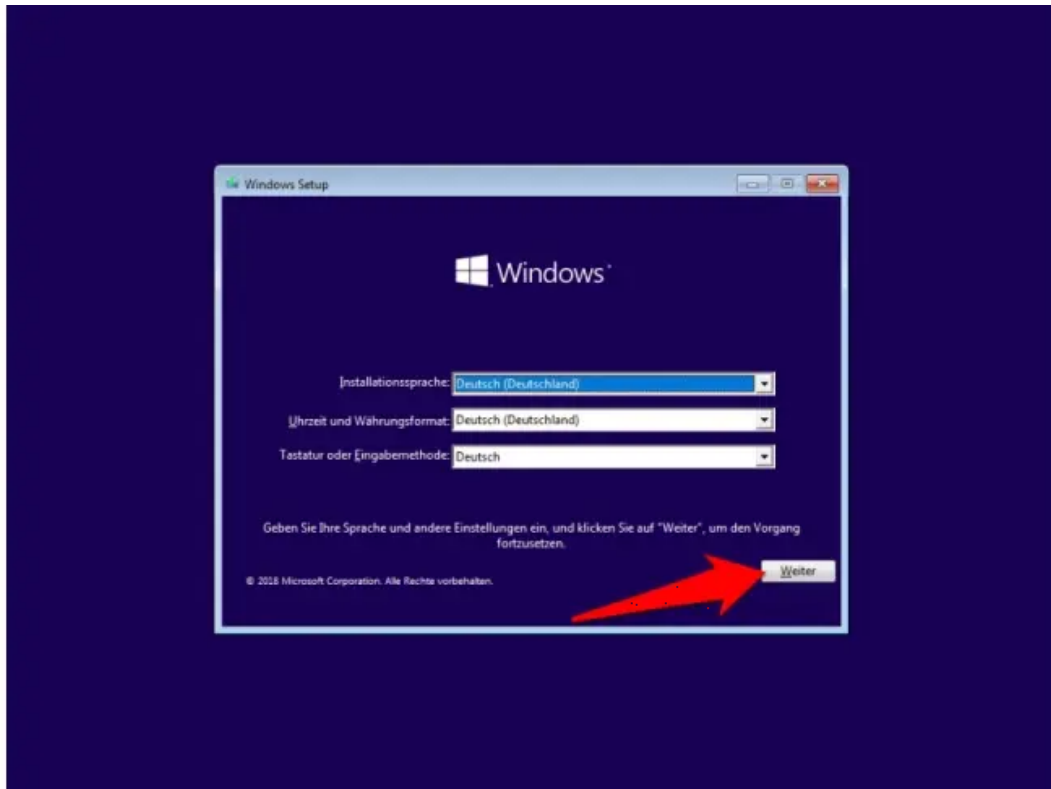 Windows Setup
Windows
Installationssprache: Deutsch (Deutschland)
Uhrzeit und Währungsformat: Deutsch (Deutschland)
Tastatur oder Eingabemethode: Deutsch
Geben Sie Ihre Sprache und andere Einstellungen ein, und klicken Sie auf "Weiter", um den Vorgang
fortzusetzen.
Weiter
© 2018 Microsoft Corporation. Alle Rechte vorbehalten.